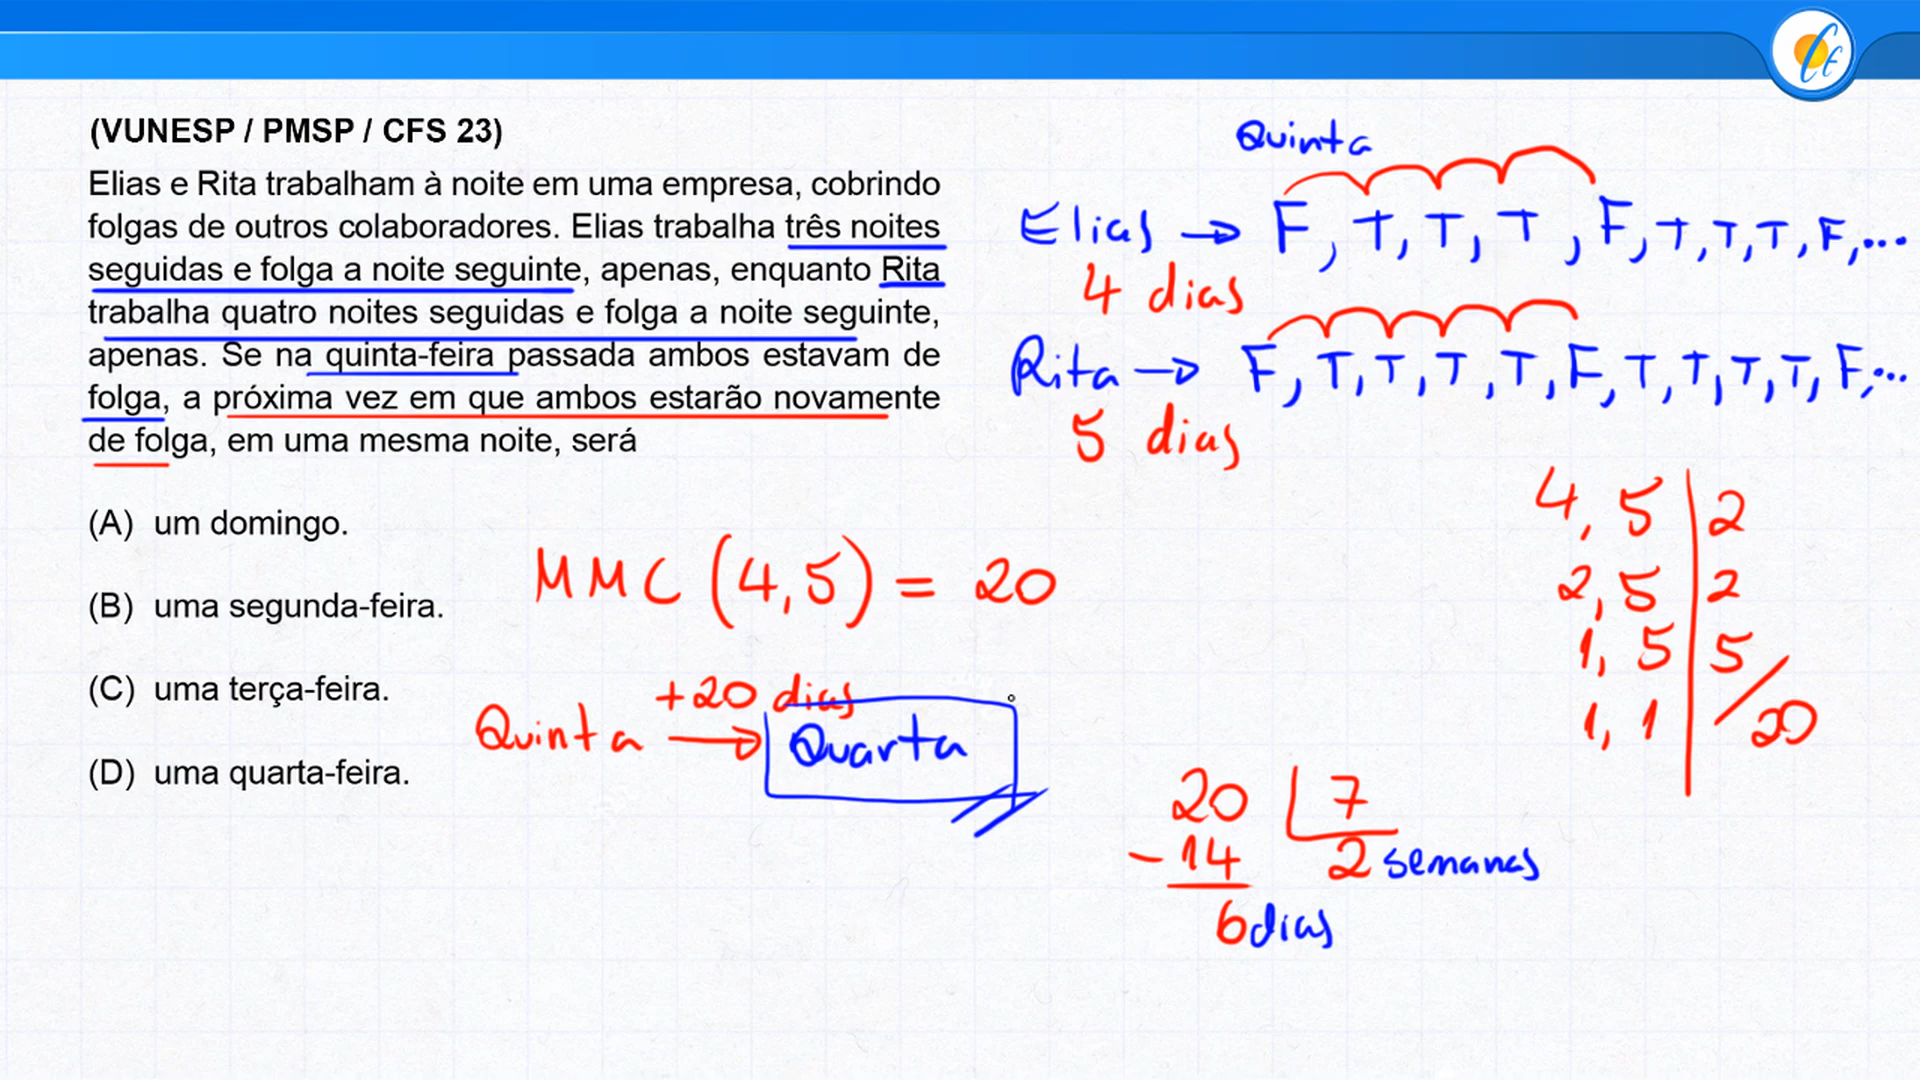 (VUNESP / PMSP / CFS 23)
Elias e Rita trabalham à noite em uma empresa, cobrindo
folgas de outros colaboradores. Elias trabalha três noites
seguidas e folga a noite seguinte, apenas, enquanto Rita
trabalha quatro noites seguidas e folga a noite seguinte,
apenas. Se na quinta-feira passada ambos estavam de
folga, a próxima vez em que ambos estarão novamente
de folga, em uma mesma noite, será
(A) um domingo.
(B) uma segunda-feira.
(C) uma terça-feira.
(D) uma quarta-feira.
MMC (4,5) = 20
+20 dias
Quinta → Quarta
Quinta
Elias → F, T, T, T, F, T, T, T, F, ...
4 dias
Rita → F, T, T, T, T, F, T, T, T, T, F, ...
5 dias
4, 5 | 2
2, 5 | 2
1, 5 | 5
1, 1 | 20
20 7
- 14 2 semanas
6 dias
CF